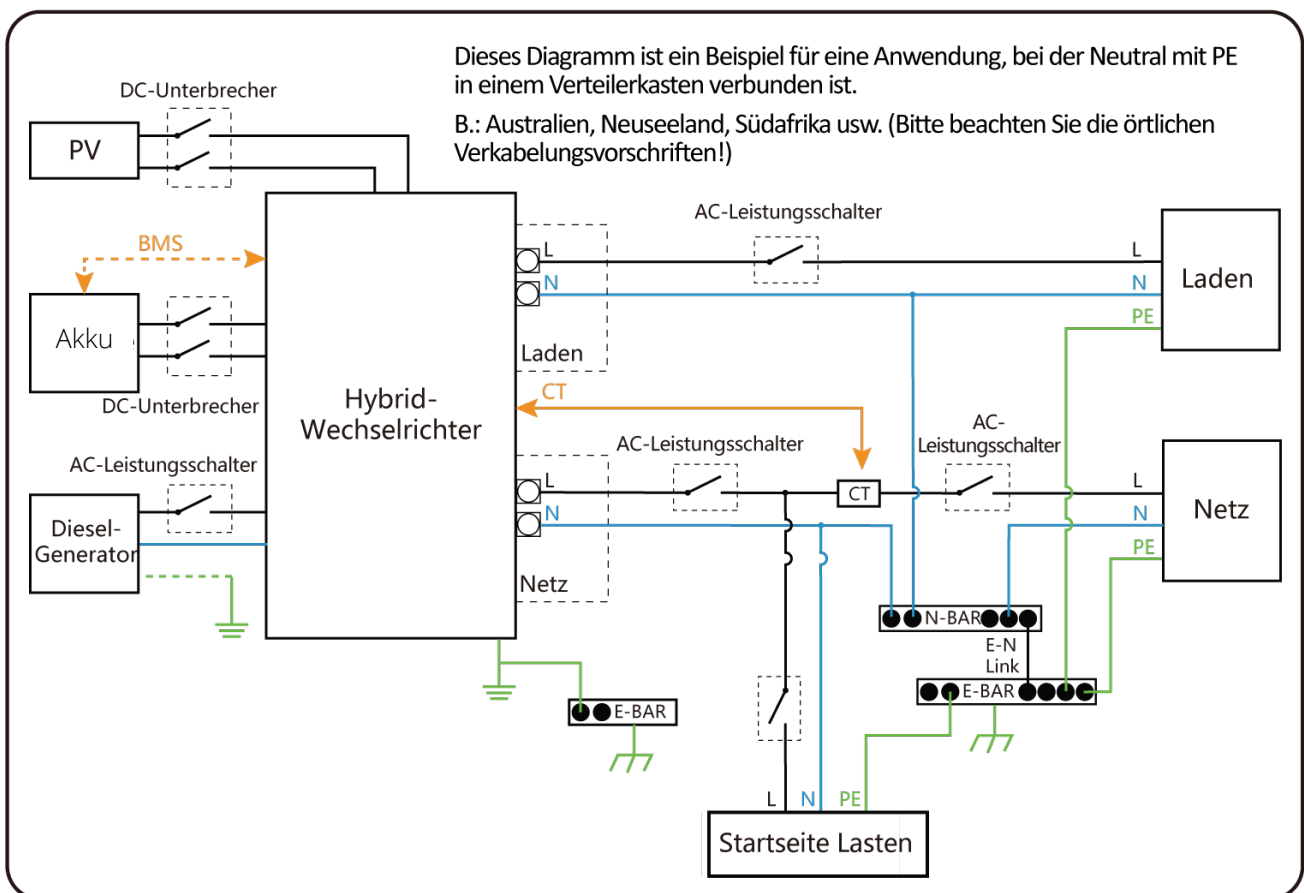 Dieses Diagramm ist ein Beispiel für eine Anwendung, bei der Neutral mit PE
in einem Verteilerkasten verbunden ist.
B.: Australien, Neuseeland, Südafrika usw. (Bitte beachten Sie die örtlichen
Verkabelungsvorschriften!)
DC-Unterbrecher
PV
BMS
Akku
DC-Unterbrecher
AC-Leistungsschalter
Diesel-
Generator
Hybrid-
Wechselrichter
L
N
Laden
AC-Leistungsschalter
L
N
PE
Laden
CT
AC-Leistungsschalter
AC-
Leistungsschalter
L
N
Netz
CT
L
N
PE
Netz
N-BAR
E-N
Link
E-BAR
E-BAR
L
N
PE
Startseite Lasten